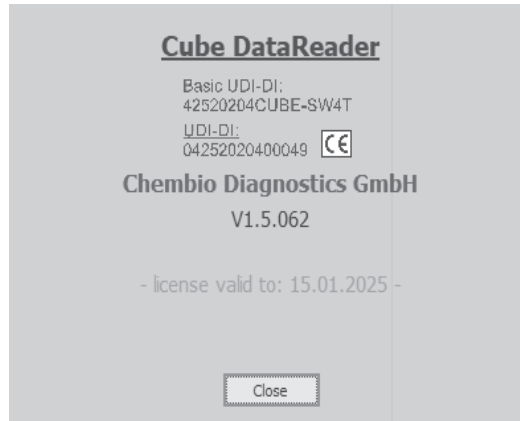 Cube DataReader
Basic UDI-DI:
42520204CUBE-SW4T
UDI-DI:
04252020400049 CE
Chembio Diagnostics GmbH
V1.5.062
- license valid to: 15.01.2025 -
Close